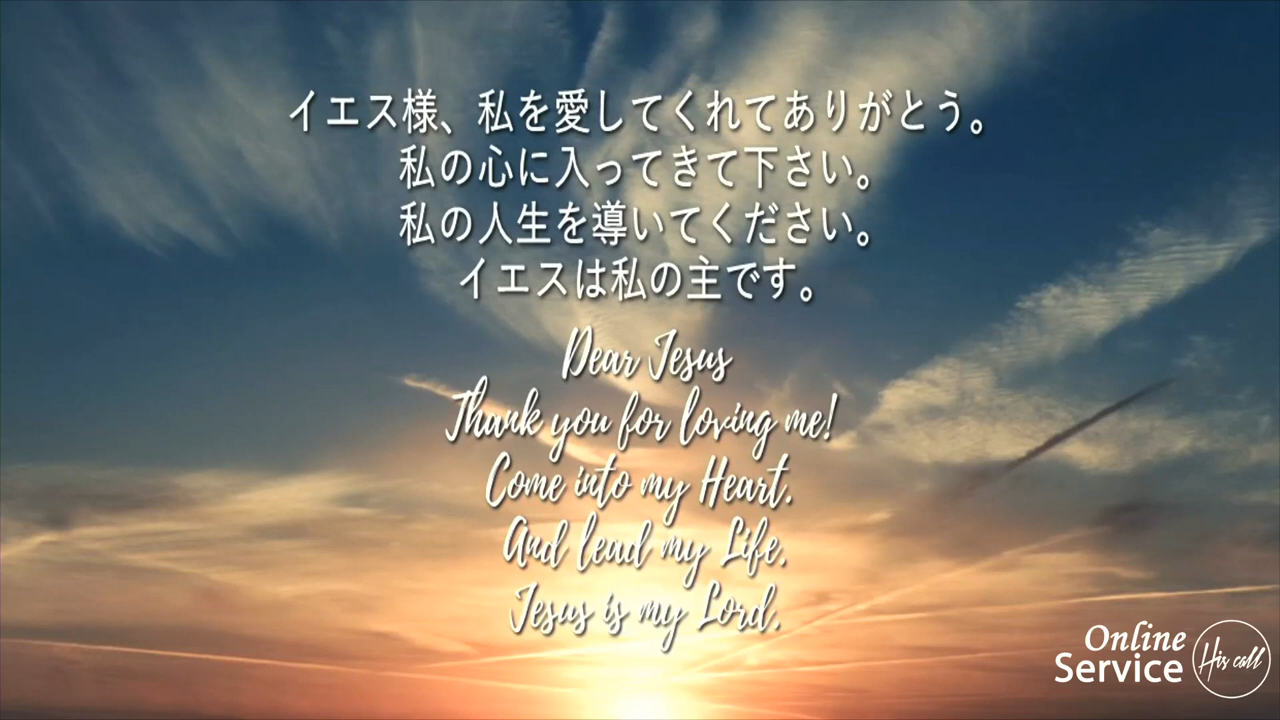 イエス様、私を愛してくれてありがとう。
私の心に入ってきて下さい。
私の人生を導いてください。
イエスは私の主です。
Dear Jesus
Thank you for loving me!
Come into my Heart.
And lead my Life.
Jesus is my Lord.
Online
Service
His call